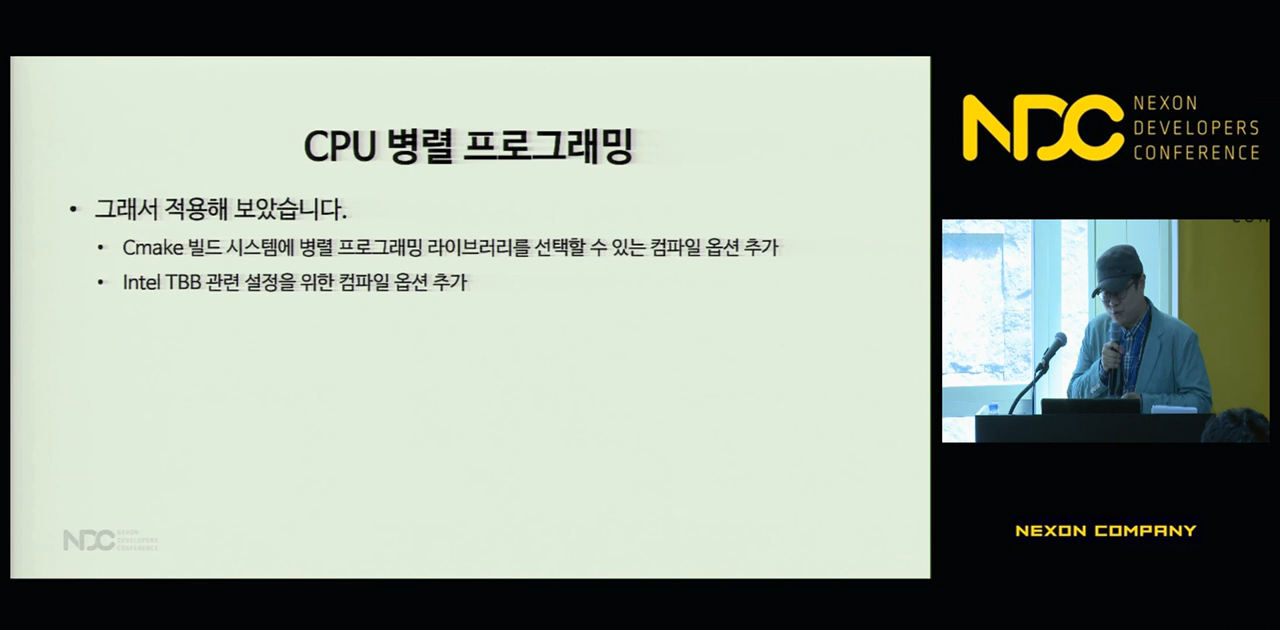 CPU 병렬 프로그래밍
• 그래서 적용해 보았습니다.
• Cmake 빌드 시스템에 병렬 프로그래밍 라이브러리를 선택할 수 있는 컴파일 옵션 추가
• Intel TBB 관련 설정을 위한 컴파일 옵션 추가
NDC NEXON
DEVELOPERS
CONFERENCE
NDC
NEXON
DEVELOPERS
CONFERENCE
NEXON COMPANY